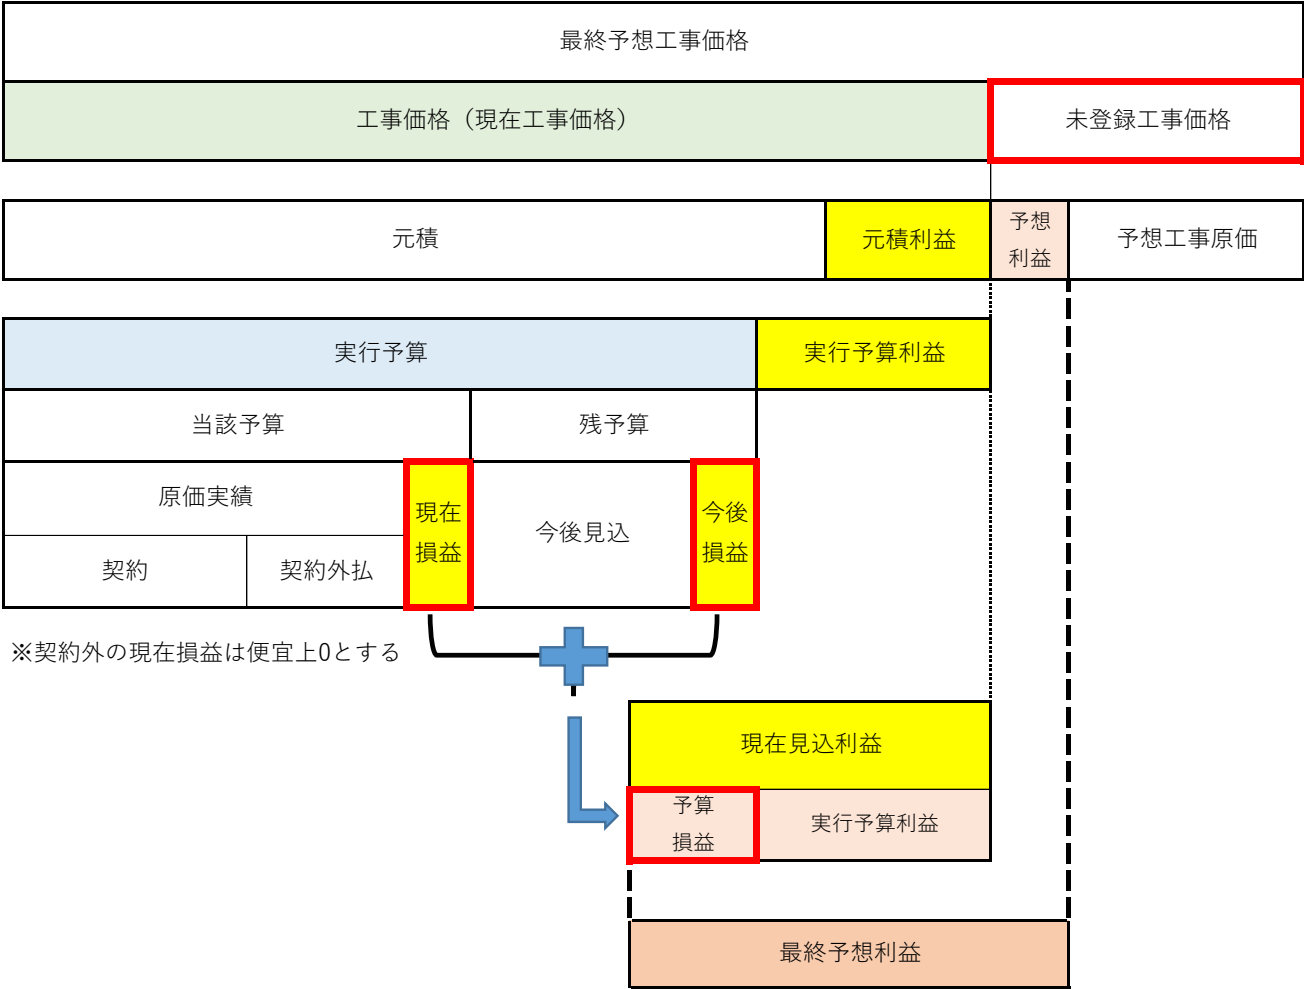 最終予想工事価格
工事価格（現在工事価格）
未登録工事価格
元積
元積利益
予想
利益
予想工事原価
実行予算
実行予算利益
当該予算
残予算
原価実績
契約
契約外払
現在
損益
今後見込
今後
損益
※契約外の現在損益は便宜上0とする
現在見込利益
予算
損益
実行予算利益
最終予想利益